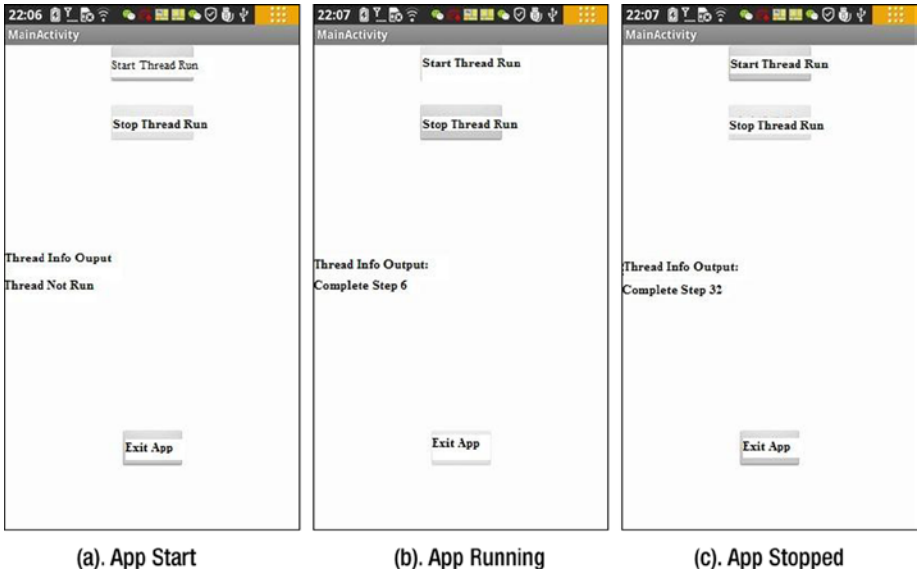 22:06
MainActivity
Start Thread Run
Stop Thread Run
Thread Info Ouput
Thread Not Run
Exit App
(a). App Start
22:07
MainActivity
Start Thread Run
Stop Thread Run
Thread Info Output:
Complete Step 6
Exit App
(b). App Running
22:07
MainActivity
Start Thread Run
Stop Thread Run
Thread Info Output:
Complete Step 32
Exit App
(c). App Stopped